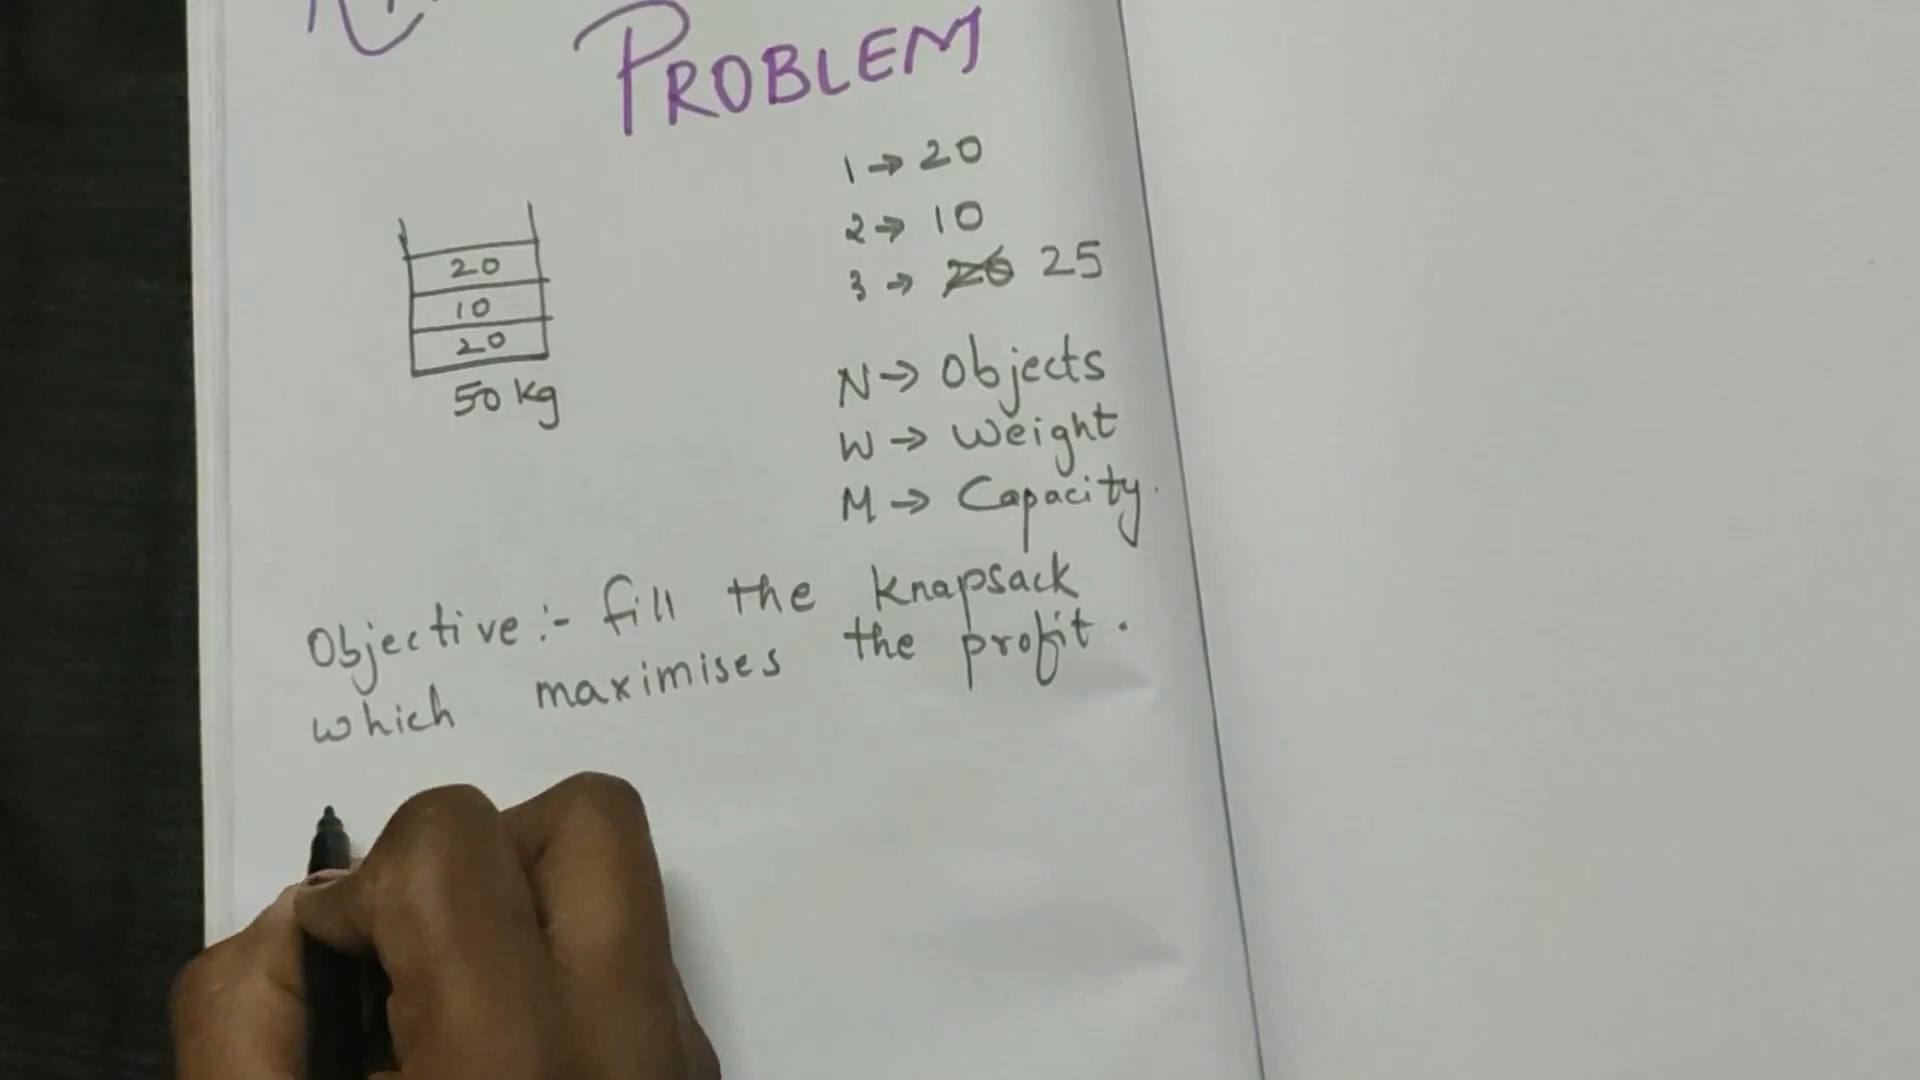 PROBLEM
1 → 20
2 → 10
3 → 25
20
10
20
50 kg
N → Objects
W → Weight
M → Capacity.
Objective :- fill the knapsack
which maximises the profit.